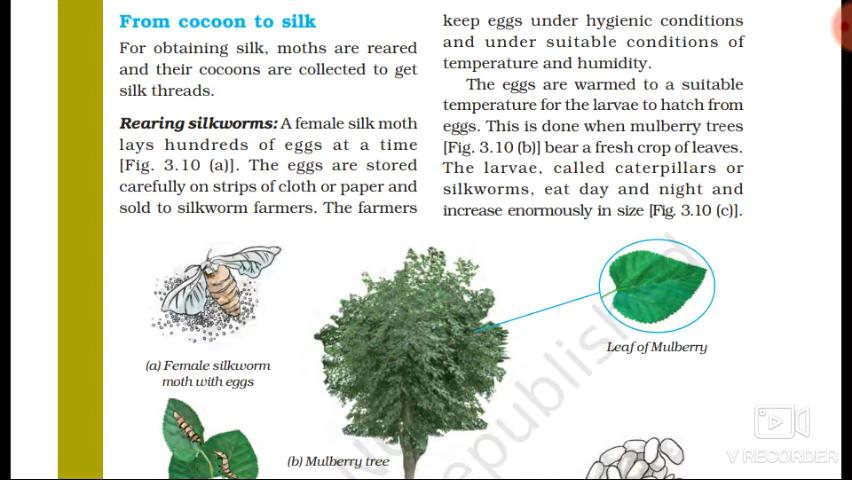 From cocoon to silk
For obtaining silk, moths are reared
and their cocoons are collected to get
silk threads.
Rearing silkworms: A female silk moth
lays hundreds of eggs at a time
[Fig. 3.10 (a)]. The eggs are stored
carefully on strips of cloth or paper and
sold to silkworm farmers. The farmers
keep eggs under hygienic conditions
and under suitable conditions of
temperature and humidity.
The eggs are warmed to a suitable
temperature for the larvae to hatch from
eggs. This is done when mulberry trees
[Fig. 3.10 (b)] bear a fresh crop of leaves.
The larvae, called caterpillars or
silkworms, eat day and night and
increase enormously in size [Fig. 3.10 (c)].
(a) Female silkworm
moth with eggs
(b) Mulberry tree
Leaf of Mulberry
republished
V RECORDER